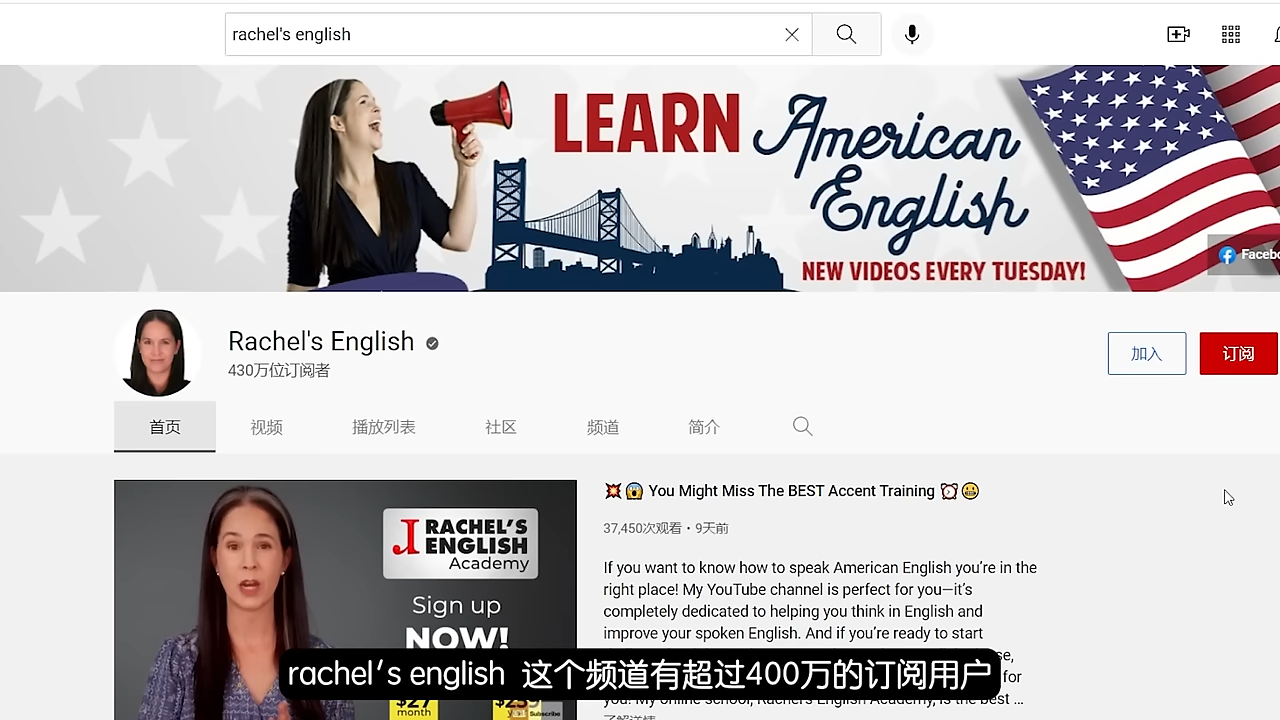 rachel's english
LEARN American English
NEW VIDEOS EVERY TUESDAY!
Rachel's English
430万位订阅者
加入
订阅
首页
视频
播放列表
社区
频道
简介
RACHEL'S
ENGLISH
Academy
Sign up
NOW!
$27
month
Subscribe
💥😱 You Might Miss The BEST Accent Training ⏰😬
37,450次观看・9天前
If you want to know how to speak American English you're in the
right place! My YouTube channel is perfect for you—it's
completely dedicated to helping you think in English and
improve your spoken English. And if you're ready to start
rachel's english 这个频道有超过400万的订阅用户